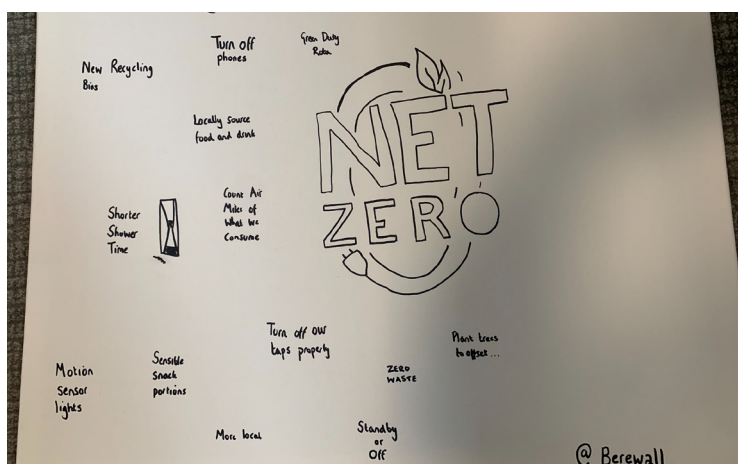 Turn off
phones
Green Duty
Rota
New Recycling
Bins
NET
ZERO
Locally source
food and drink
Shorter
Shower
Time
Count Air
Miles of
What we
Consume
Turn off our
taps properly
Plant trees
to offset...
Motion
sensor
lights
Sensible
snack
portions
ZERO
WASTE
More local
Standby
or
Off
@ Berewall